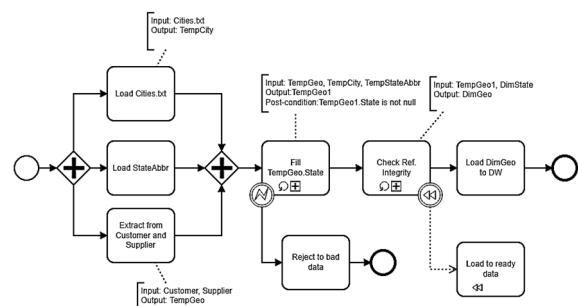 Input: Cities.txt
Output: TempCity
Load Cities.txt
Input: TempGeo, TempCity, TempStateAbbr
Output:TempGeo1
Post-condition:TempGeo1.State is not null
Input: TempGeo1, DimState
Output: DimGeo
Load StateAbbr
Fill
TempGeo.State
Check Ref.
Integrity
Load DimGeo
to DW
Extract from
Customer and
Supplier
Reject to bad
data
Load to ready
data
Input: Customer, Supplier
Output: TempGeo